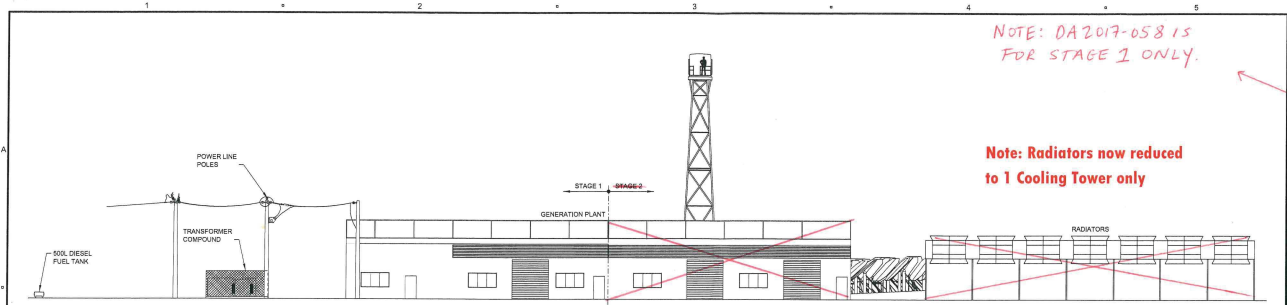 1
2
3
4
5
NOTE: DA2017-058 IS
FOR STAGE 1 ONLY.
A
Note: Radiators now reduced
to 1 Cooling Tower only
POWER LINE
POLES
STAGE 1
STAGE 2
GENERATION PLANT
TRANSFORMER
COMPOUND
RADIATORS
500L DIESEL
FUEL TANK